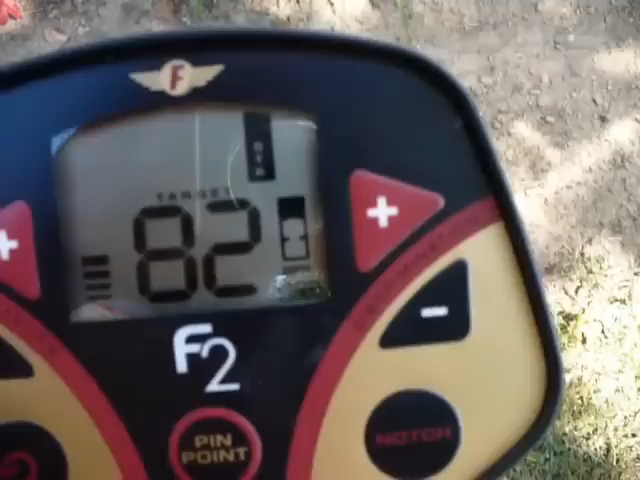 F
TARGET
82
+
+
-
F2
PIN
POINT
NOTCH